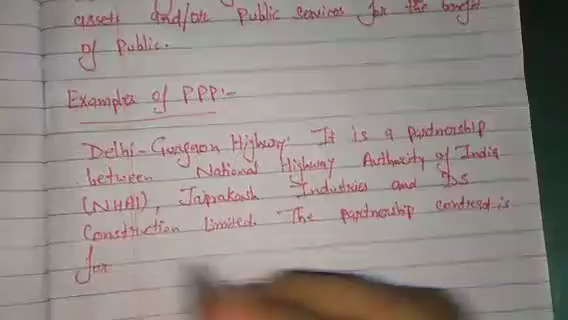 assets and/or public services for the benefit
of Public.
Examples of PPP:-
Delhi-Gurgaon Highway: It is a partnership
between National Highway Authority of India
(NHAI), Jaiprakash Industries and DS
Construction Limited. The partnership contract is
for